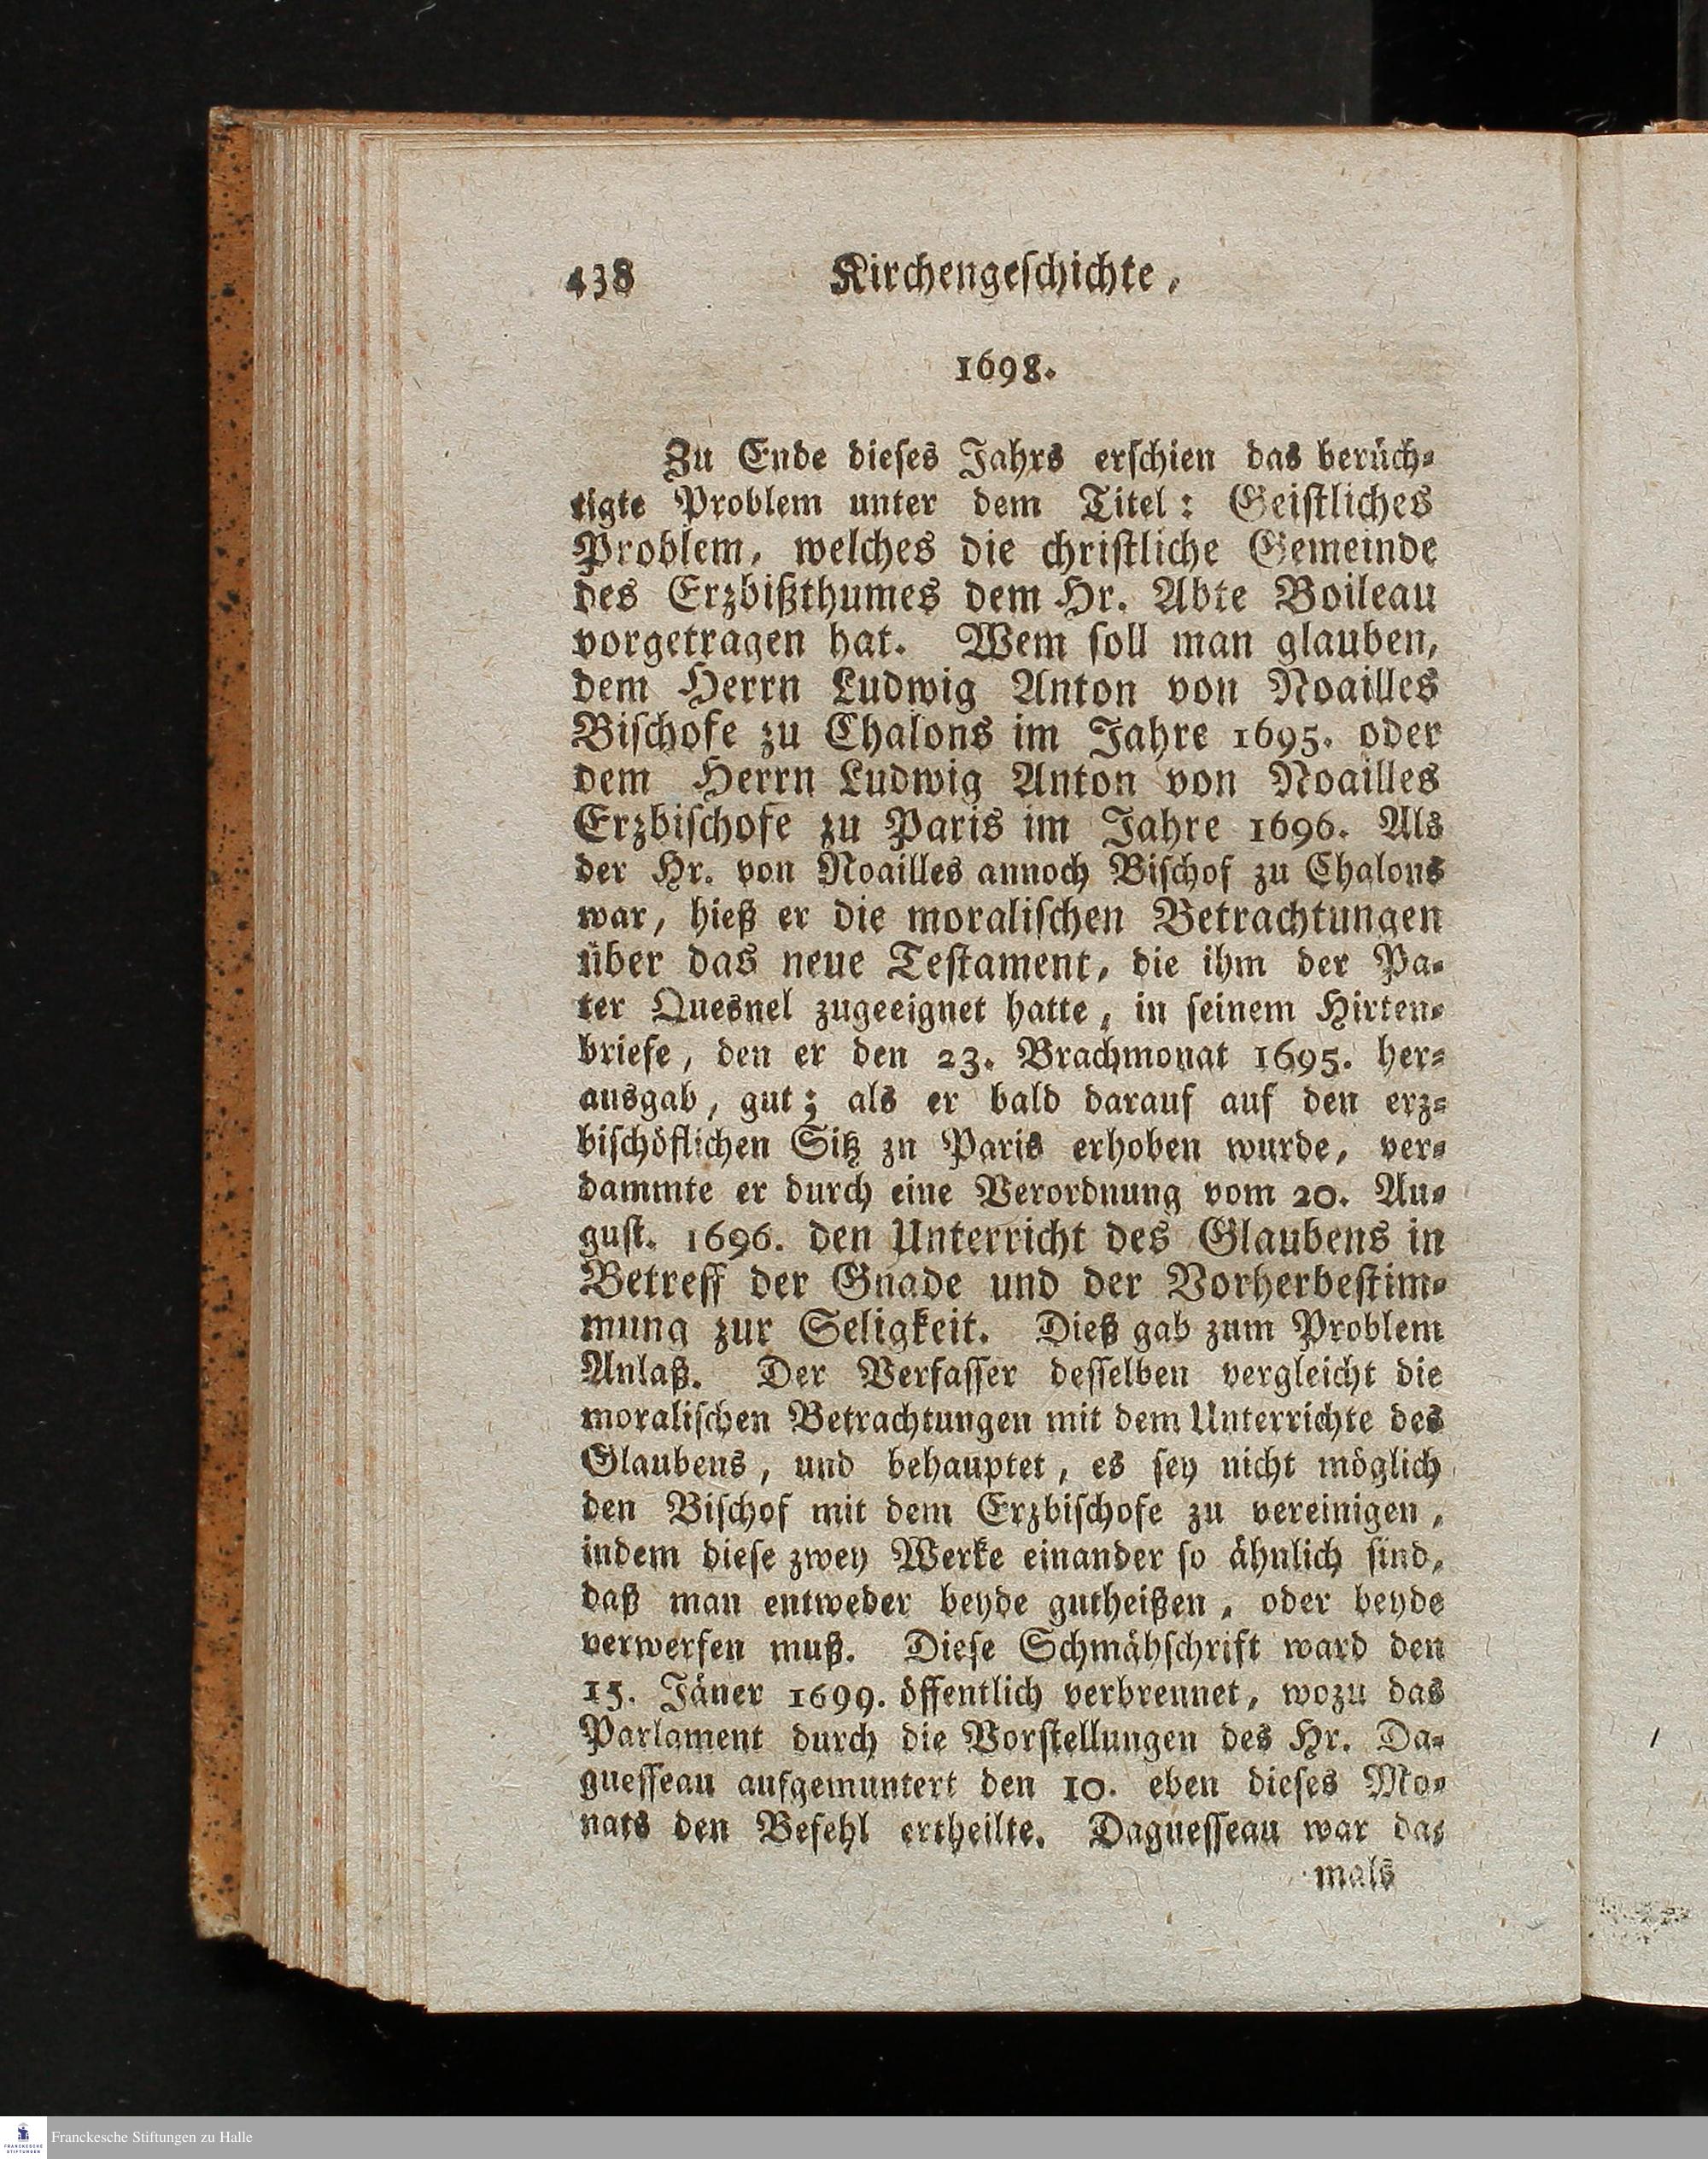 438 Kirchengeschichte,
1698.
Zu Ende dieses Jahrs erschien das berüch-
tigte Problem unter dem Titel: Geistliches
Problem, welches die christliche Gemeinde
des Erzbißthumes dem Hr. Abte Boileau
vorgetragen hat. Wem soll man glauben,
dem Herrn Ludwig Anton von Noailles
Bischofe zu Chalons im Jahre 1695. oder
dem Herrn Ludwig Anton von Noailles
Erzbischofe zu Paris im Jahre 1696. Als
der Hr. von Noailles annoch Bischof zu Chalons
war, hieß er die moralischen Betrachtungen
über das neue Testament, die ihm der Pa-
ter Quesnel zugeeignet hatte, in seinem Hirten-
briefe, den er den 23. Brachmonat 1695. her-
ausgab, gut; als er bald darauf auf den erz-
bischöflichen Sitz zu Paris erhoben wurde, ver-
dammte er durch eine Verordnung vom 20. Au-
gust. 1696. den Unterricht des Glaubens in
Betreff der Gnade und der Vorherbestim-
mung zur Seligkeit. Dieß gab zum Problem
Anlaß. Der Verfasser desselben vergleicht die
moralischen Betrachtungen mit dem Unterrichte des
Glaubens, und behauptet, es sey nicht möglich
den Bischof mit dem Erzbischofe zu vereinigen,
indem diese zwey Werke einander so ähnlich sind,
daß man entweder beyde gutheißen, oder beyde
verwerfen muß. Diese Schmähschrift ward den
15. Jäner 1699. öffentlich verbrennet, wozu das
Parlament durch die Vorstellungen des Hr. Da-
guesseau aufgemuntert den 10. eben dieses Mo-
nats den Befehl ertheilte. Daguesseau war da-
mals
Franckesche Stiftungen zu Halle